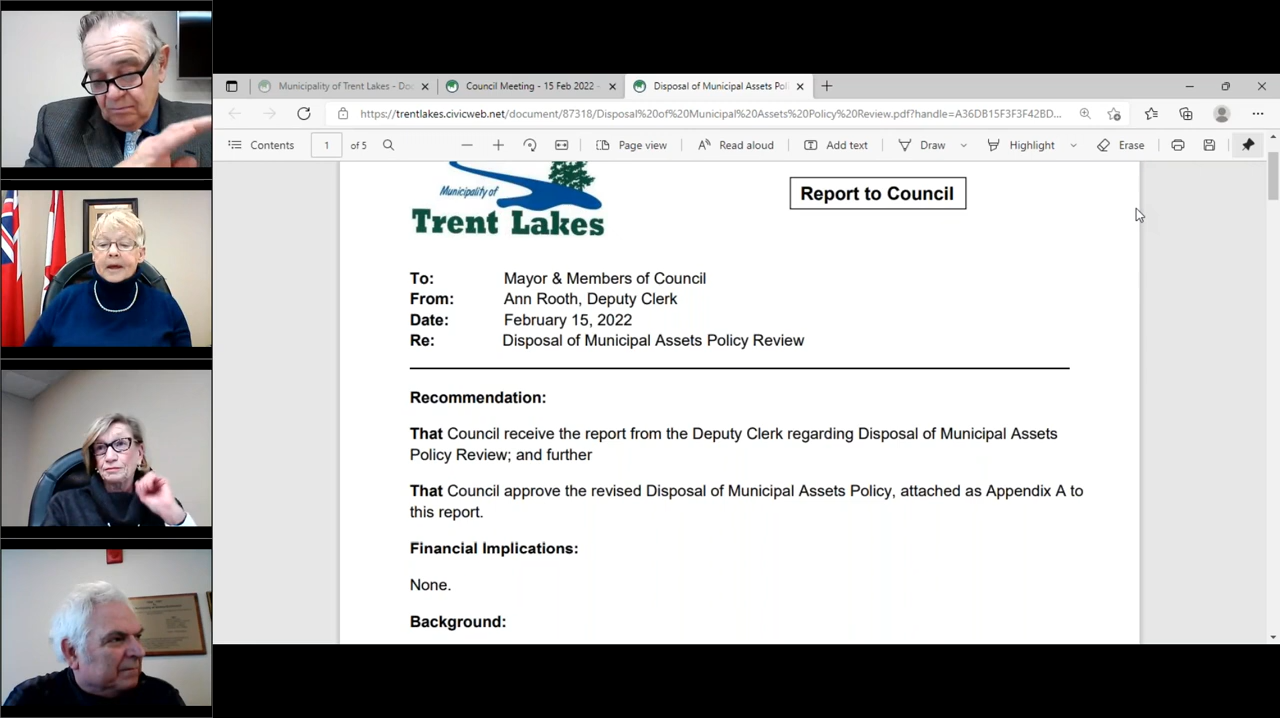 Municipality of Trent Lakes - Doc
Council Meeting - 15 Feb 2022 -
Disposal of Municipal Assets Pol
https://trentlakes.civicweb.net/document/87318/Disposal%20of%20Municipal%20Assets%20Policy%20Review.pdf?handle=A36DB15F3F3F42BD...
Contents
1 of 5
Page view
Read aloud
Add text
Draw
Highlight
Erase
Municipality of
Trent Lakes
Report to Council
To: Mayor & Members of Council
From: Ann Rooth, Deputy Clerk
Date: February 15, 2022
Re: Disposal of Municipal Assets Policy Review
Recommendation:
That Council receive the report from the Deputy Clerk regarding Disposal of Municipal Assets
Policy Review; and further
That Council approve the revised Disposal of Municipal Assets Policy, attached as Appendix A to
this report.
Financial Implications:
None.
Background: